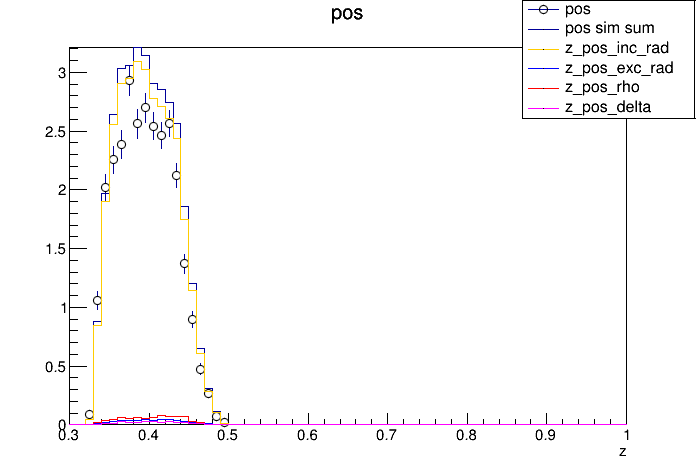 pos
pos
pos sim sum
z_pos_inc_rad
z_pos_exc_rad
z_pos_rho
z_pos_delta
3
2.5
2
1.5
1
0.5
0
0.3 0.4 0.5 0.6 0.7 0.8 0.9 1
z